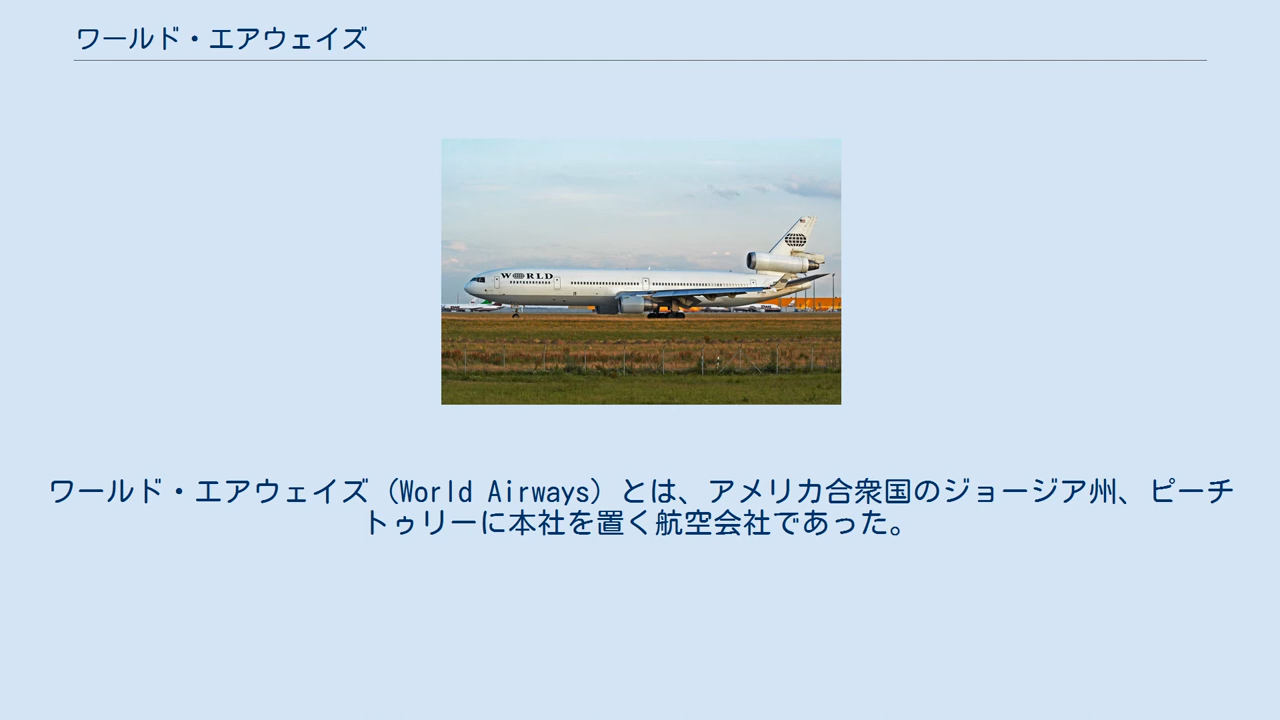 ワールド・エアウェイズ
WORLD
ワールド・エアウェイズ（World Airways）とは、アメリカ合衆国のジョージア州、ピーチ
トゥリーに本社を置く航空会社であった。